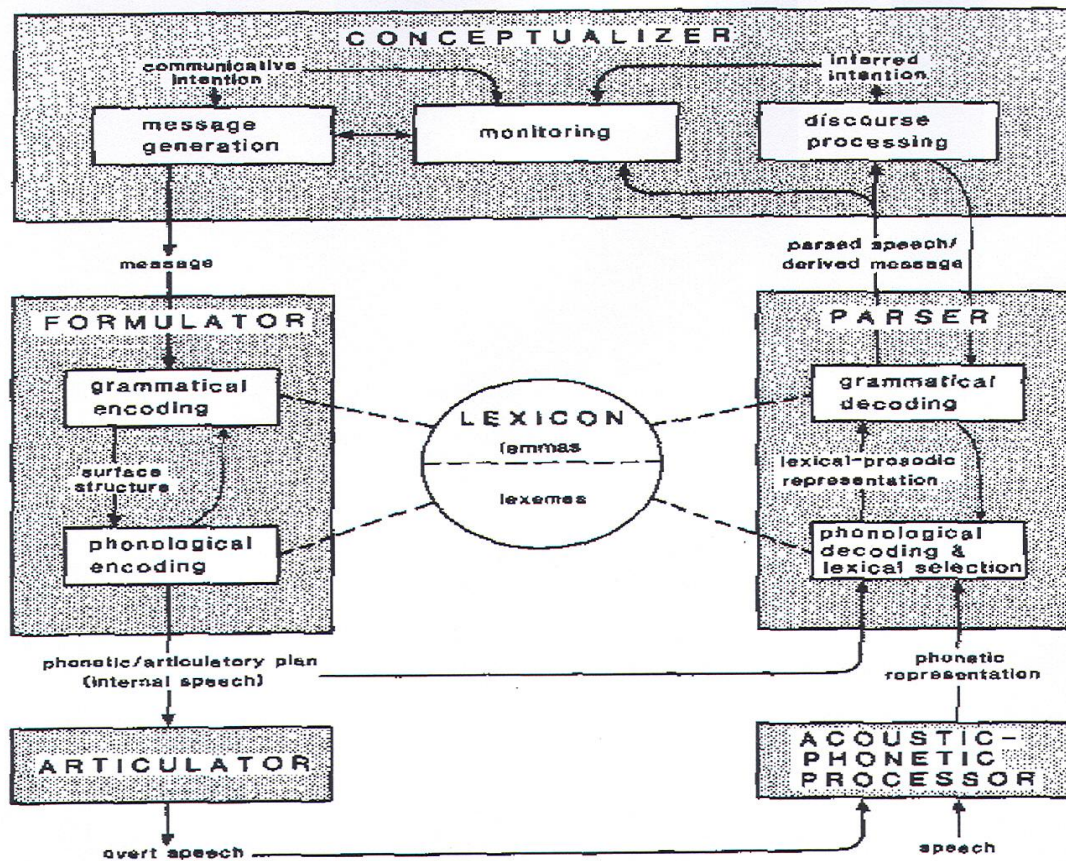 CONCEPTUALIZER
communicative
intention
inferred
intention
message
generation
monitoring
discourse
processing
message
parsed speech/
derived message
FORMULATOR
PARSER
grammatical
encoding
grammatical
decoding
LEXICON
lemmas
lexemes
surface
structure
lexical-prosodic
representation
phonological
encoding
phonological
decoding &
lexical selection
phonetic/articulatory plan
(internal speech)
phonetic
representation
ARTICULATOR
ACOUSTIC-
PHONETIC
PROCESSOR
overt speech
speech